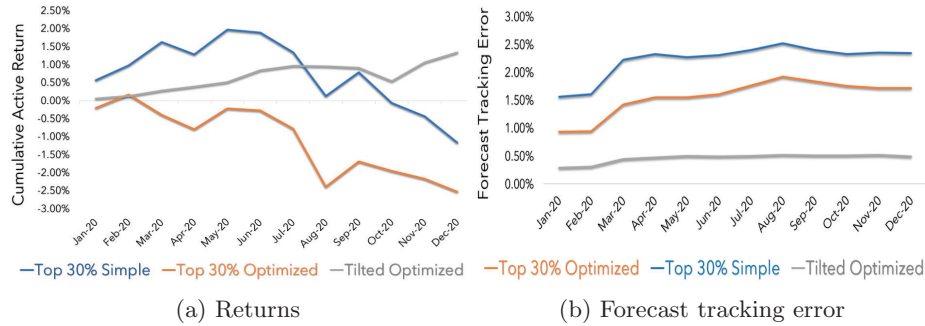 Cumulative Active Return
2.50%
2.00%
1.50%
1.00%
0.50%
0.00%
-0.50%
-1.00%
-1.50%
-2.00%
-2.50%
-3.00%
Jan-20 Feb-20 Mar-20 Apr-20 May-20 Jun-20 Jul-20 Aug-20 Sep-20 Oct-20 Nov-20 Dec-20
Top 30% Simple Top 30% Optimized Tilted Optimized
(a) Returns
Forecast Tracking Error
3.00%
2.50%
2.00%
1.50%
1.00%
0.50%
0.00%
Jan-20 Feb-20 Mar-20 Apr-20 May-20 Jun-20 Jul-20 Aug-20 Sep-20 Oct-20 Nov-20 Dec-20
Top 30% Optimized Top 30% Simple Tilted Optimized
(b) Forecast tracking error